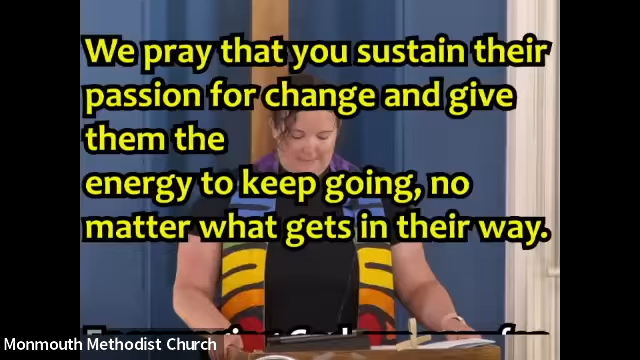 We pray that you sustain their
passion for change and give
them the
energy to keep going, no
matter what gets in their way.
Monmouth Methodist Church